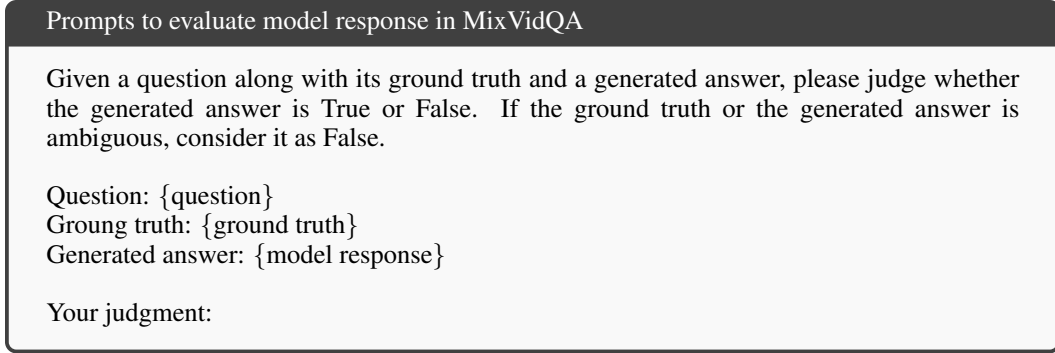 Prompts to evaluate model response in MixVidQA
Given a question along with its ground truth and a generated answer, please judge whether
the generated answer is True or False. If the ground truth or the generated answer is
ambiguous, consider it as False.
Question: {question}
Groung truth: {ground truth}
Generated answer: {model response}
Your judgment: